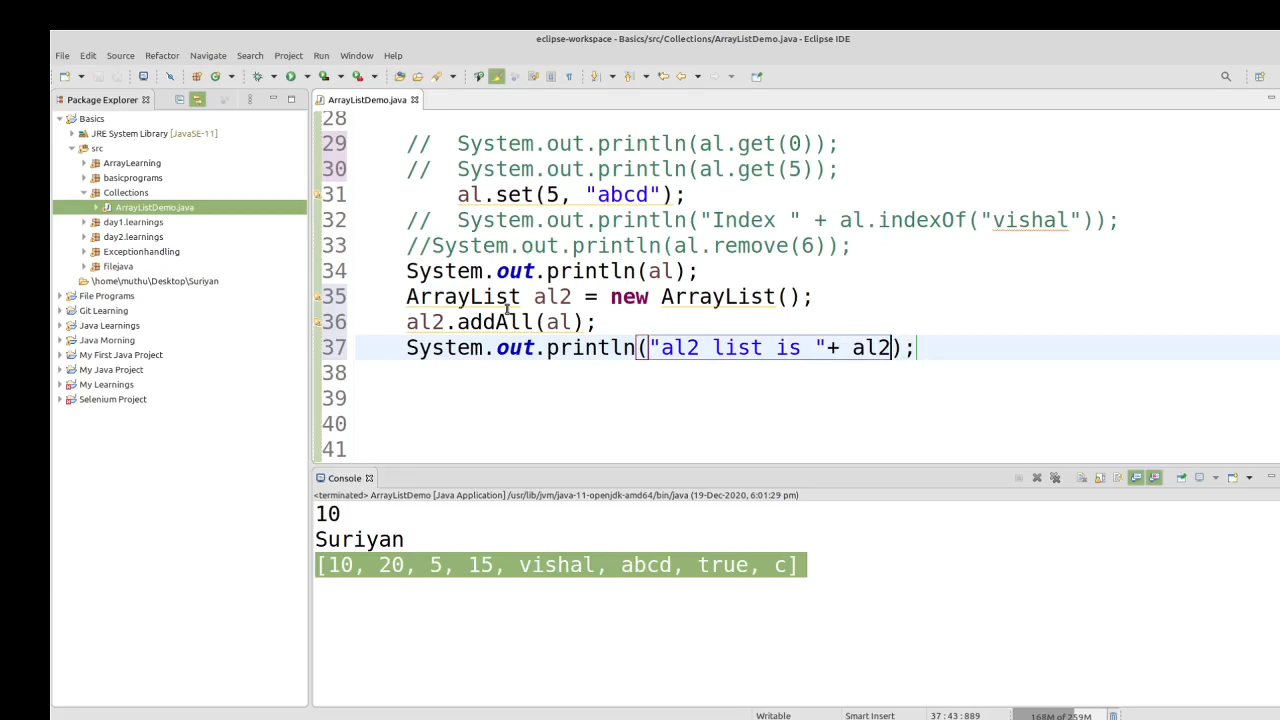 eclipse-workspace - Basics/src/Collections/ArrayListDemo.java - Eclipse IDE
File Edit Source Refactor Navigate Search Project Run Window Help
Package Explorer
Basics
JRE System Library [JavaSE-11]
src
ArrayLearning
basicprograms
Collections
ArrayListDemo.java
day1.learnings
day2.learnings
Exceptionhandling
filejava
\home\muthu\Desktop\Suriyan
File Programs
Git Learning
Java Learnings
Java Morning
My First Java Project
My Java Project
My Learnings
Selenium Project
ArrayListDemo.java
28
29 // System.out.println(al.get(0));
30 // System.out.println(al.get(5));
31 al.set(5, "abcd");
32 // System.out.println("Index " + al.indexOf("vishal"));
33 //System.out.println(al.remove(6));
34 System.out.println(al);
35 ArrayList al2 = new ArrayList();
36 al2.addAll(al);
37 System.out.println("al2 list is "+ al2);
38
39
40
41
Console
<terminated> ArrayListDemo [Java Application] /usr/lib/jvm/java-11-openjdk-amd64/bin/java (19-Dec-2020, 6:01:29 pm)
10
Suriyan
[10, 20, 5, 15, vishal, abcd, true, c]
Writable Smart Insert 37:43:889 168M of 259M